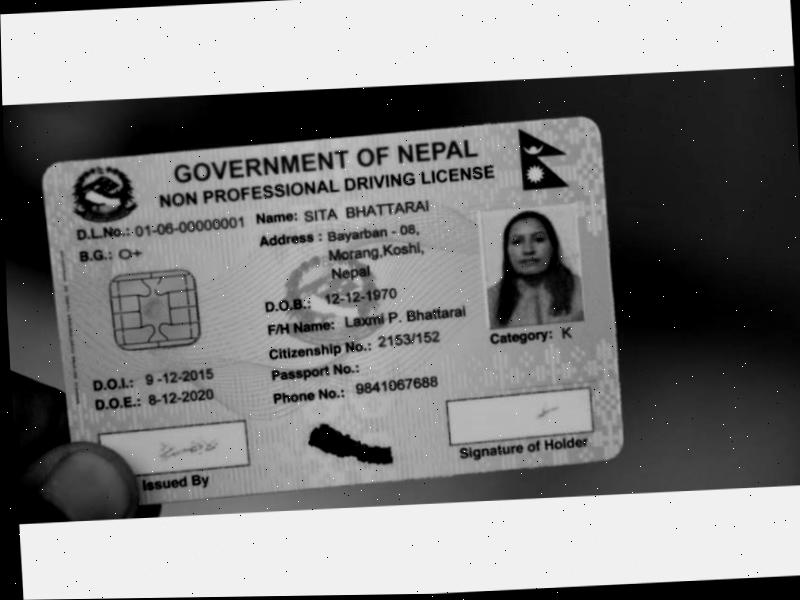 GOVERNMENT OF NEPAL
NON PROFESSIONAL DRIVING LICENSE
D.L.No.: 01-06-00000001
B.G.: O+
Name: SITA BHATTARAI
Address : Bayarban - 08,
Morang,Koshi,
Nepal
D.O.B.: 12-12-1970
F/H Name: Laxmi P. Bhattarai
Citizenship No.: 2153/152
Passport No.:
Phone No.: 9841067688
Category: K
D.O.I.: 9 -12-2015
D.O.E.: 8-12-2020
Issued By
Signature of Holder